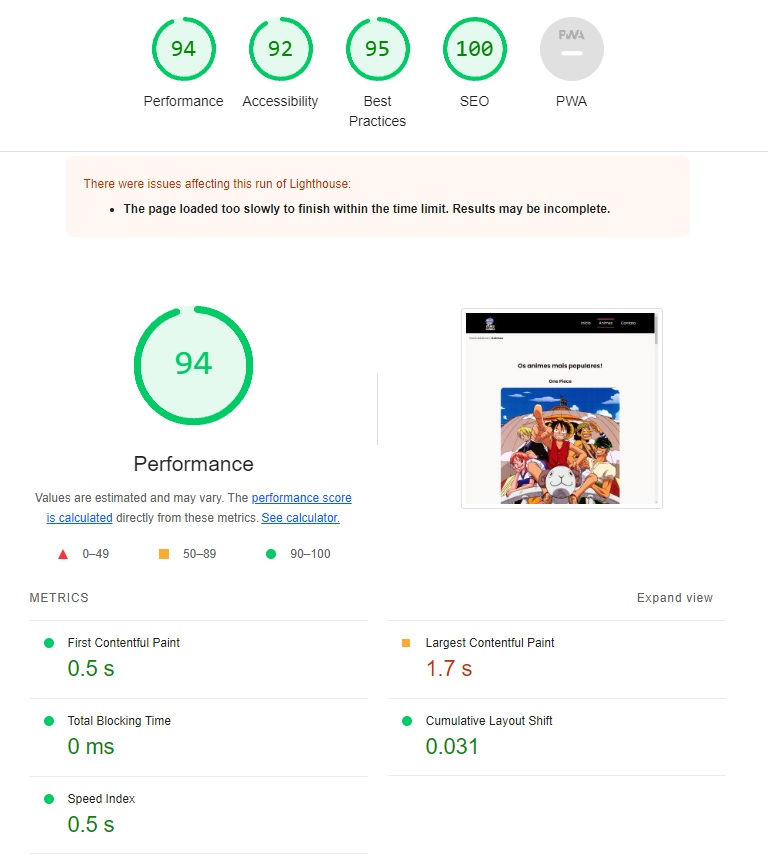 94
92
95
100
PWA
Performance
Accessibility
Best
Practices
SEO
PWA
There were issues affecting this run of Lighthouse:
• The page loaded too slowly to finish within the time limit. Results may be incomplete.
94
Performance
Values are estimated and may vary. The performance score
is calculated directly from these metrics. See calculator.
0–49
50–89
90–100
Início Animes Contato
Os animes mais populares!
One Piece
METRICS
Expand view
First Contentful Paint
0.5 s
Largest Contentful Paint
1.7 s
Total Blocking Time
0 ms
Cumulative Layout Shift
0.031
Speed Index
0.5 s